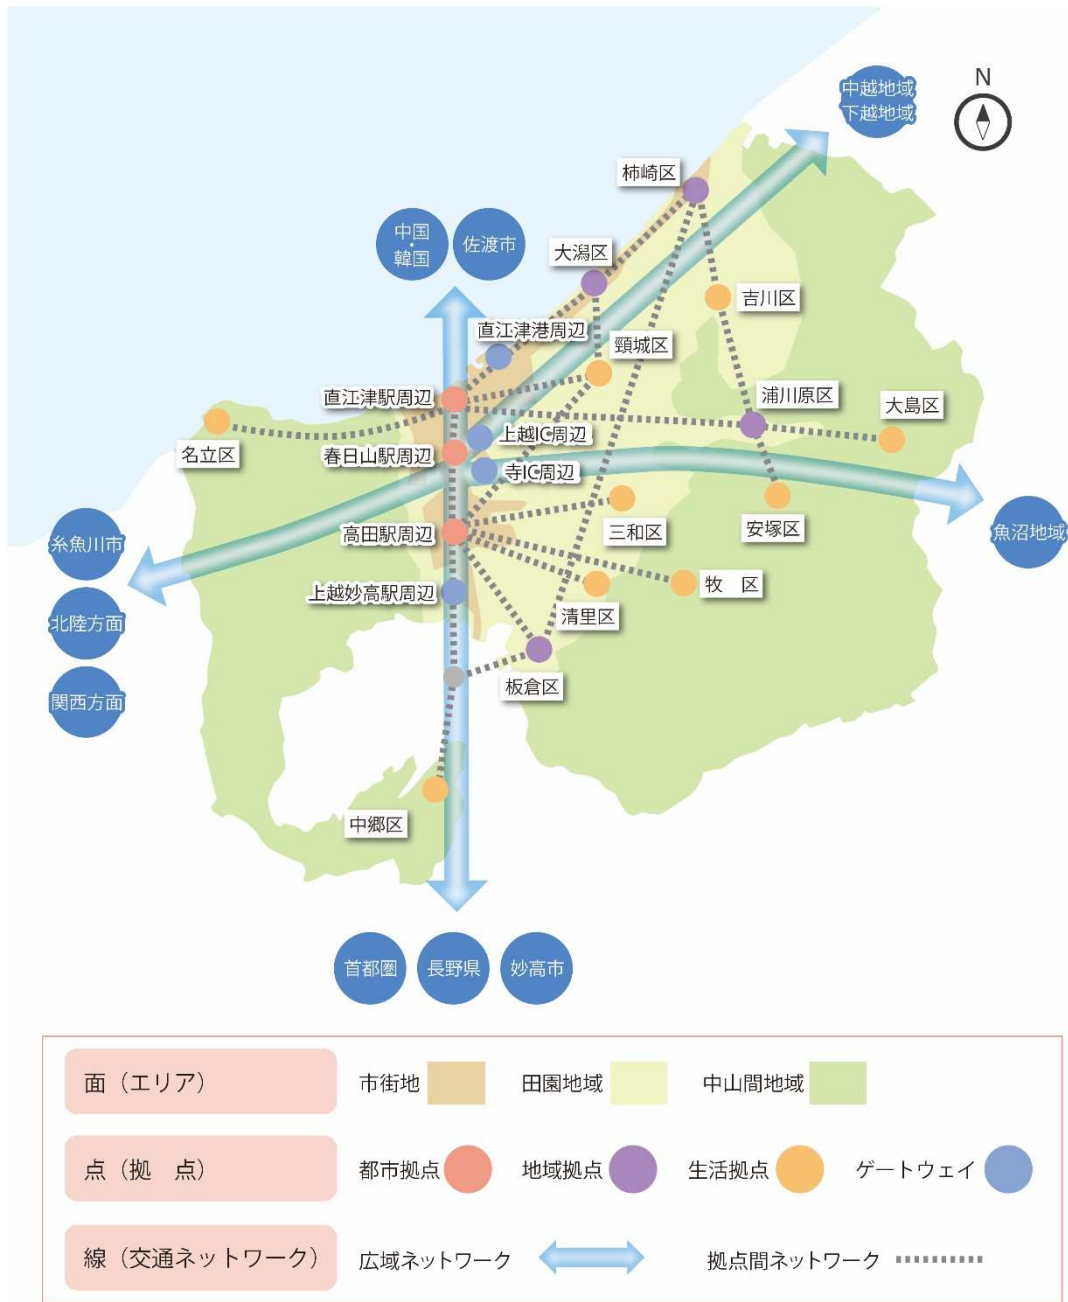 N
中越地域
下越地域
柿崎区
中国
・
韓国
佐渡市
大潟区
吉川区
直江津港周辺
頸城区
直江津駅周辺
浦川原区
大島区
上越IC周辺
名立区
春日山駅周辺
寺IC周辺
三和区
安塚区
魚沼地域
糸魚川市
高田駅周辺
上越妙高駅周辺
牧　区
清里区
北陸方面
板倉区
関西方面
中郷区
首都圏
長野県
妙高市
面（エリア）
市街地
田園地域
中山間地域
点（拠　点）
都市拠点
地域拠点
生活拠点
ゲートウェイ
線（交通ネットワーク）
広域ネットワーク
拠点間ネットワーク